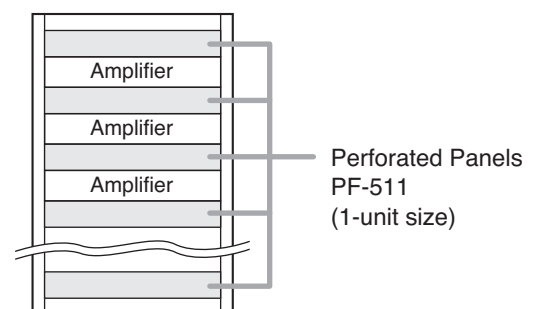 Amplifier
Amplifier
Amplifier
Perforated Panels
PF-511
(1-unit size)